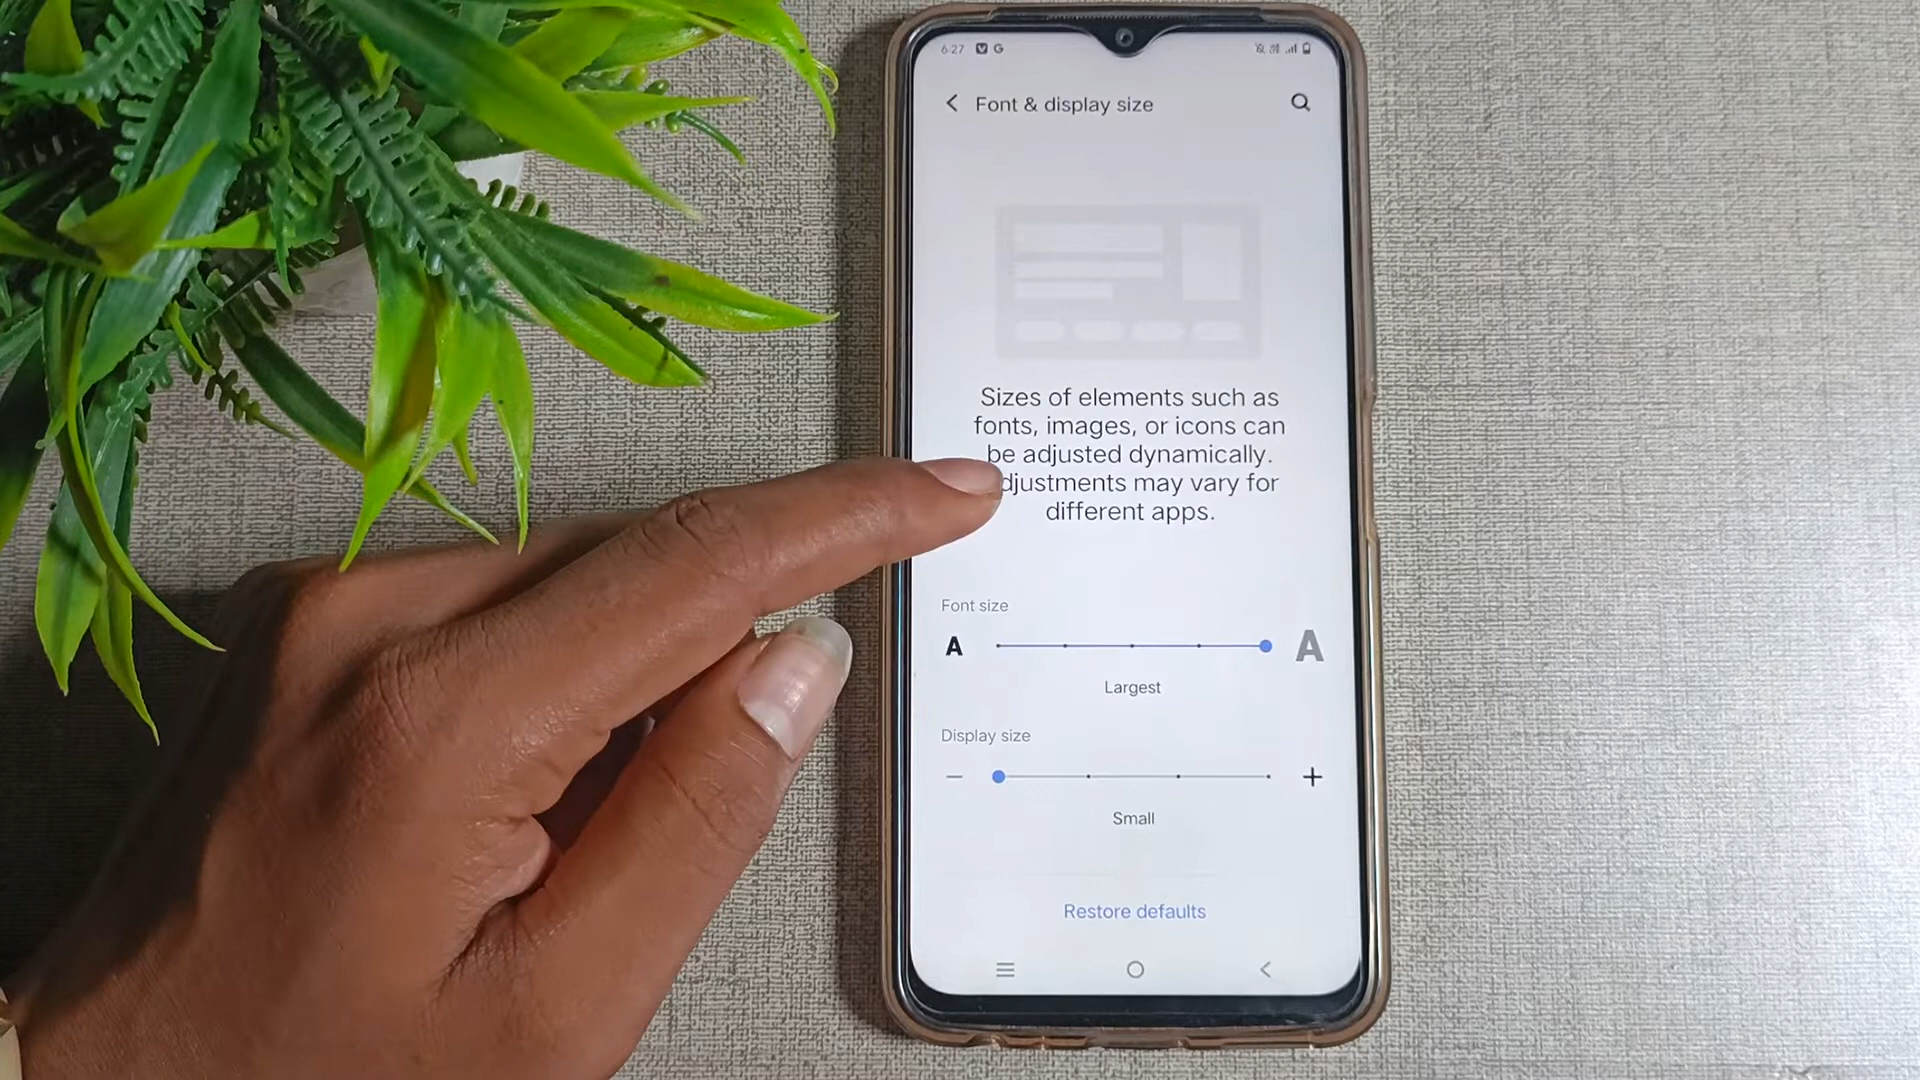 6:27 G
Font & display size
Sizes of elements such as
fonts, images, or icons can
be adjusted dynamically.
djustments may vary for
different apps.
Font size
A A
Largest
Display size
Small
Restore defaults